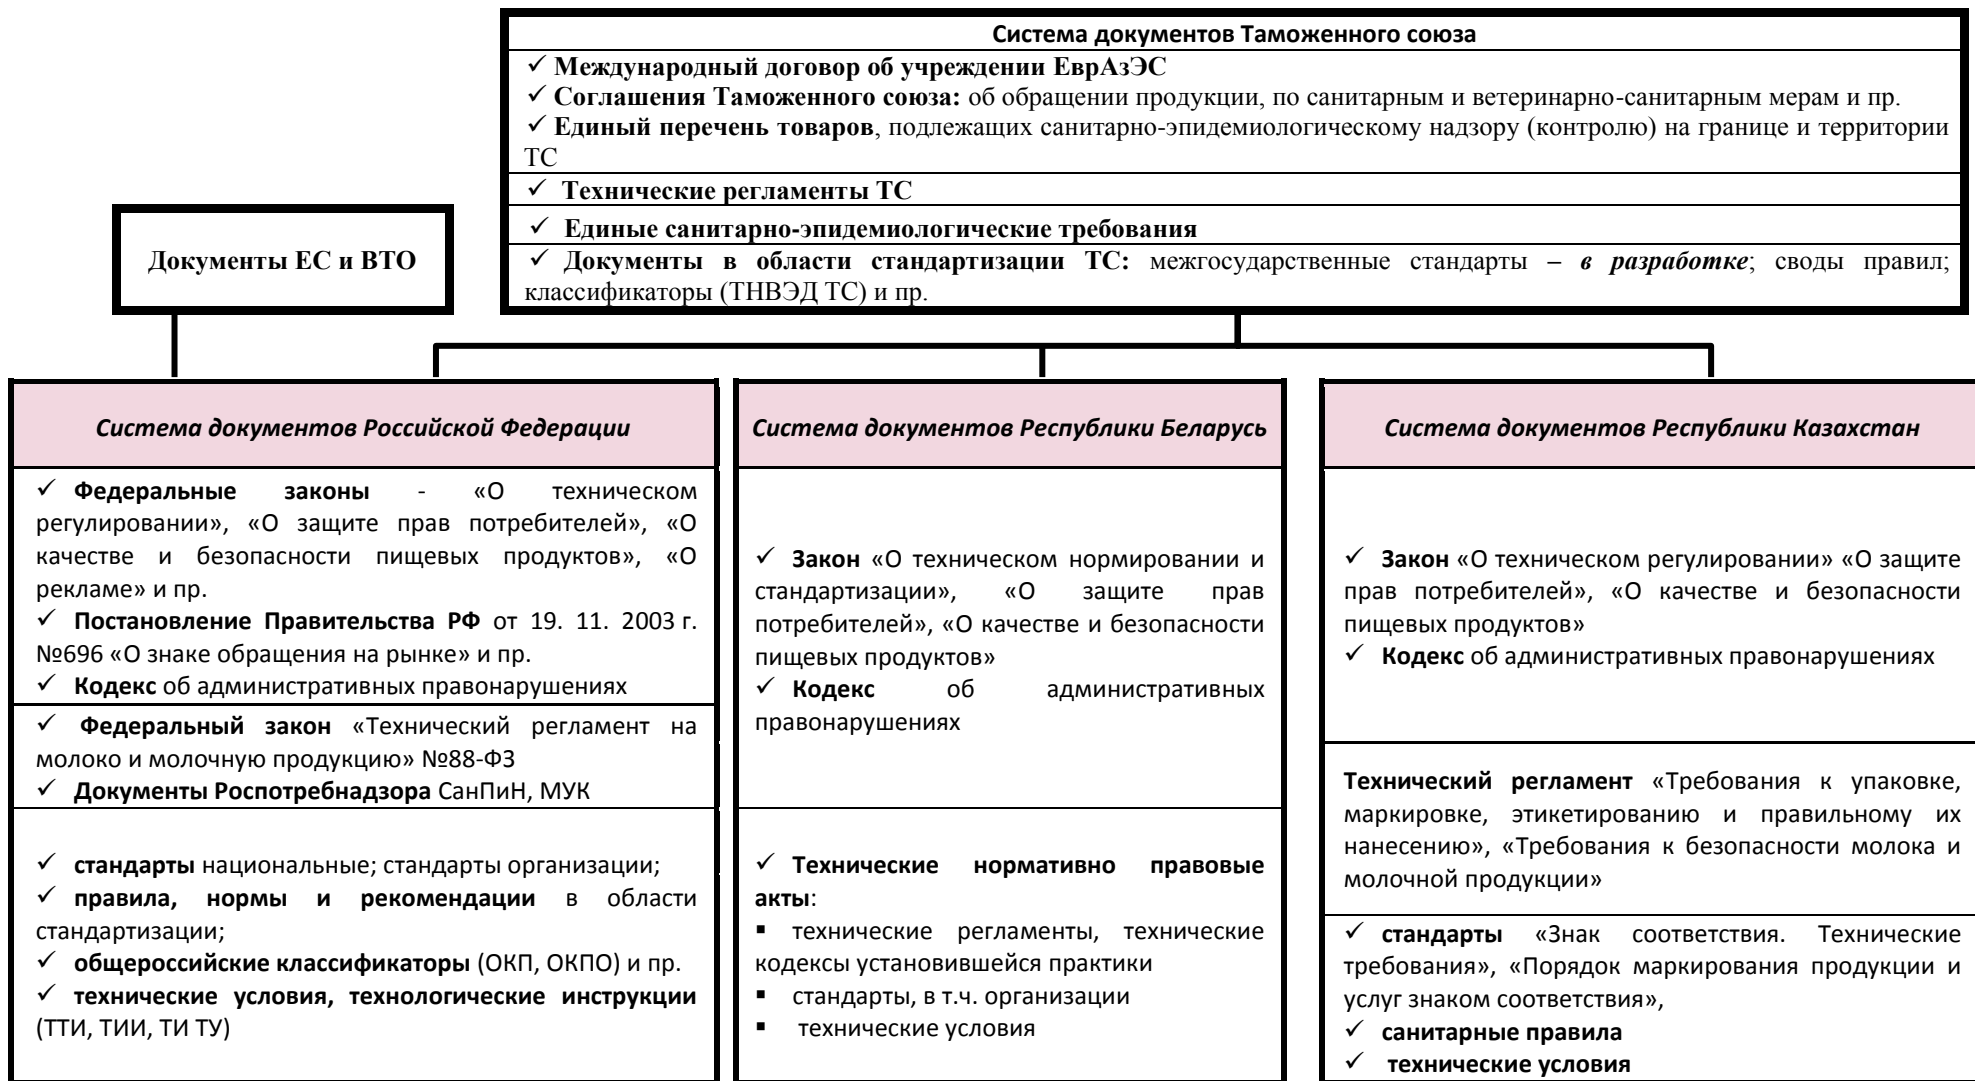 Система документов Таможенного союза
✓ Международный договор об учреждении ЕврАзЭС
✓ Соглашения Таможенного союза: об обращении продукции, по санитарным и ветеринарно-санитарным мерам и пр.
✓ Единый перечень товаров, подлежащих санитарно-эпидемиологическому надзору (контролю) на границе и территории
ТС
✓ Технические регламенты ТС
✓ Единые санитарно-эпидемиологические требования
✓ Документы в области стандартизации ТС: межгосударственные стандарты – в разработке; своды правил;
классификаторы (ТНВЭД ТС) и пр.
Документы ЕС и ВТО
Система документов Российской Федерации
✓ Федеральные законы - «О техническом
регулировании», «О защите прав потребителей», «О
качестве и безопасности пищевых продуктов», «О
рекламе» и пр.
✓ Постановление Правительства РФ от 19. 11. 2003 г.
№696 «О знаке обращения на рынке» и пр.
✓ Кодекс об административных правонарушениях
✓ Федеральный закон «Технический регламент на
молоко и молочную продукцию» №88-ФЗ
✓ Документы Роспотребнадзора СанПиН, МУК
✓ стандарты национальные; стандарты организации;
✓ правила, нормы и рекомендации в области
стандартизации;
✓ общероссийские классификаторы (ОКП, ОКПО) и пр.
✓ технические условия, технологические инструкции
(ТТИ, ТИИ, ТИ ТУ)
Система документов Республики Беларусь
✓ Закон «О техническом нормировании и
стандартизации», «О защите прав
потребителей», «О качестве и безопасности
пищевых продуктов»
✓ Кодекс об административных
правонарушениях
✓ Технические нормативно правовые
акты:
▪ технические регламенты, технические
кодексы установившейся практики
▪ стандарты, в т.ч. организации
▪ технические условия
Система документов Республики Казахстан
✓ Закон «О техническом регулировании» «О защите
прав потребителей», «О качестве и безопасности
пищевых продуктов»
✓ Кодекс об административных правонарушениях
Технический регламент «Требования к упаковке,
маркировке, этикетированию и правильному их
нанесению», «Требования к безопасности молока и
молочной продукции»
✓ стандарты «Знак соответствия. Технические
требования», «Порядок маркирования продукции и
услуг знаком соответствия»,
✓ санитарные правила
✓ технические условия